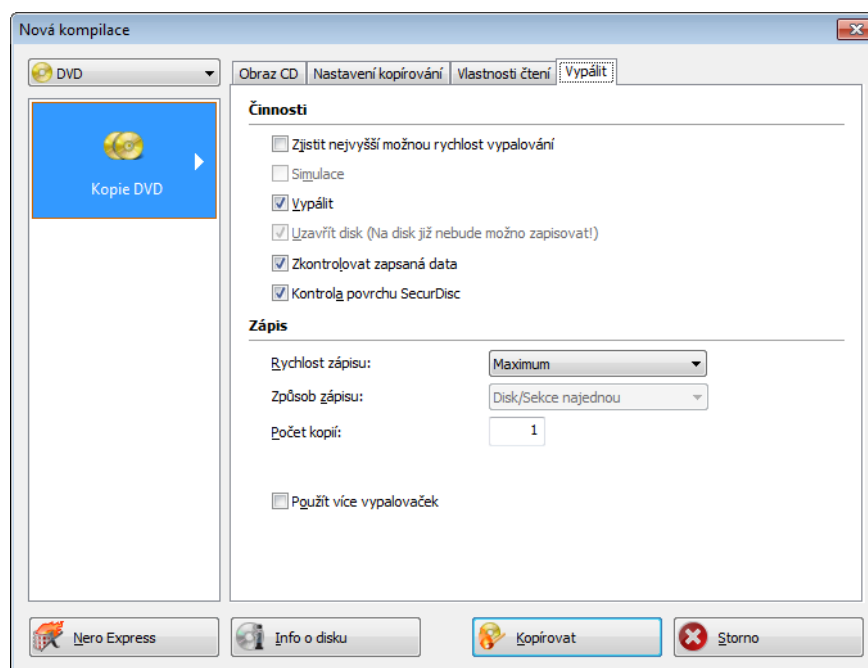 Nová kompilace
DVD
Obraz CD
Nastavení kopírování
Vlastnosti čtení
Vypálit
Kopie DVD
Činnosti
Zjistit nejvyšší možnou rychlost vypalování
Simulace
Vypálit
Uzavřít disk (Na disk již nebude možno zapisovat!)
Zkontrolovat zapsaná data
Kontrola povrchu SecurDisc
Zápis
Rychlost zápisu:
Maximum
Způsob zápisu:
Disk/Sekce najednou
Počet kopií:
1
Použít více vypalovaček
Nero Express
Info o disku
Kopírovat
Storno